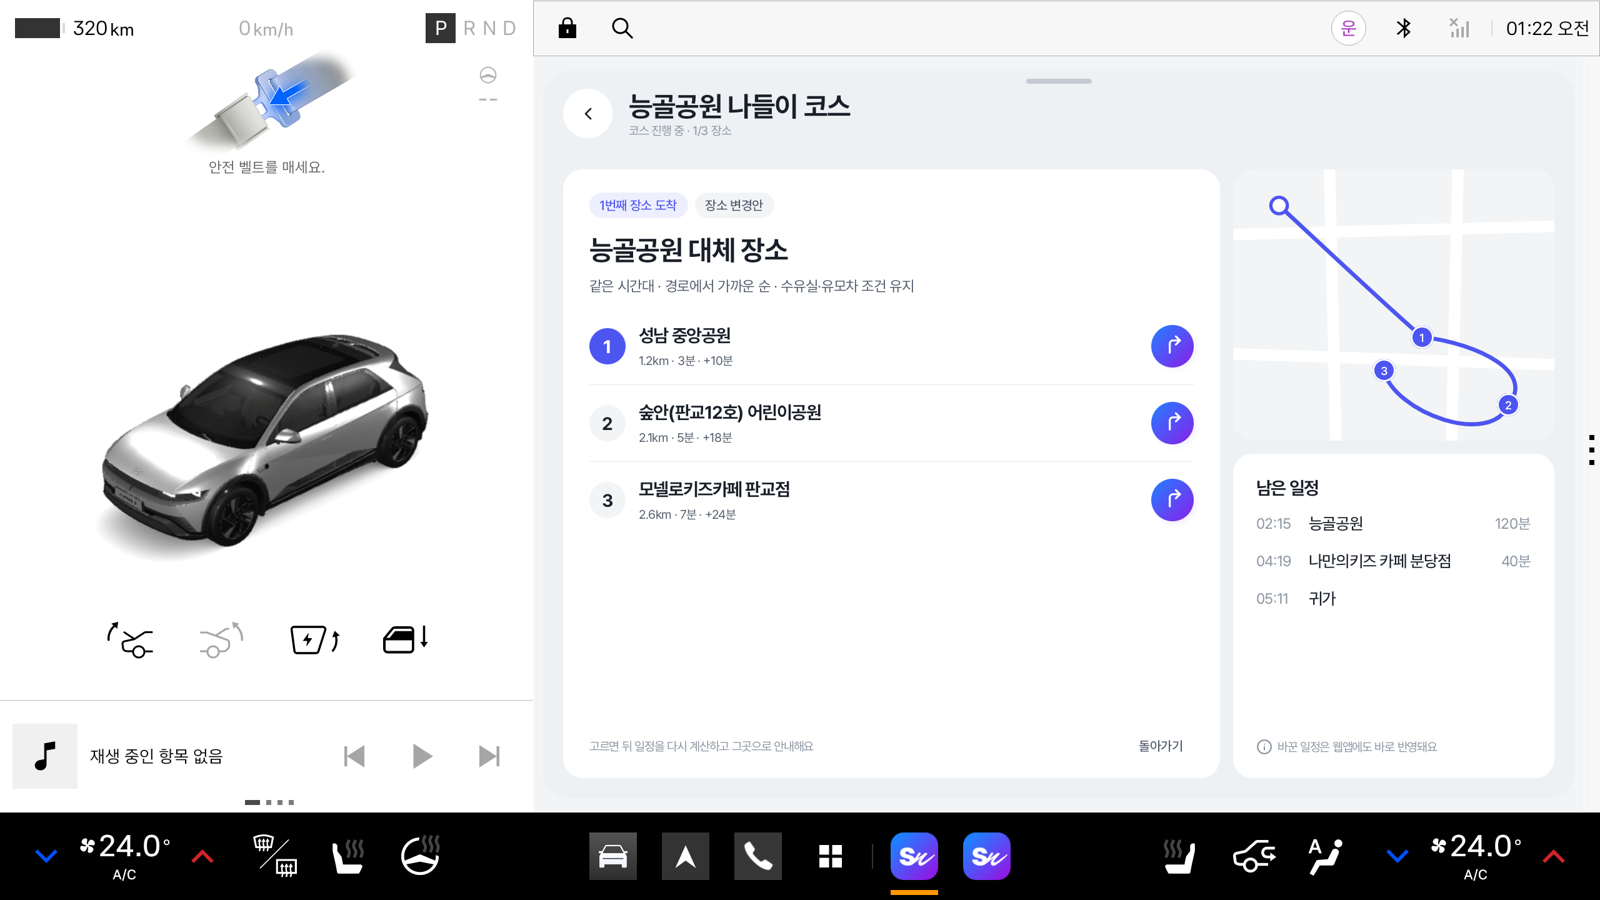 320 km
0 km/h
P R N D
--
안전 벨트를 매세요.
재생 중인 항목 없음
운
01:22 오전
능골공원 나들이 코스
코스 진행 중 · 1/3 장소
1번째 장소 도착
장소 변경안
능골공원 대체 장소
같은 시간대 · 경로에서 가까운 순 · 수유실·유모차 조건 유지
1
성남 중앙공원
1.2km · 3분 · +10분
2
숲안(판교12호) 어린이공원
2.1km · 5분 · +18분
3
모넬로키즈카페 판교점
2.6km · 7분 · +24분
고르면 뒤 일정을 다시 계산하고 그곳으로 안내해요
돌아가기
1
3
2
남은 일정
02:15 능골공원 120분
04:19 나만의키즈 카페 분당점 40분
05:11 귀가
바꾼 일정은 웹앱에도 바로 반영돼요
24.0°
A/C
A
24.0°
A/C